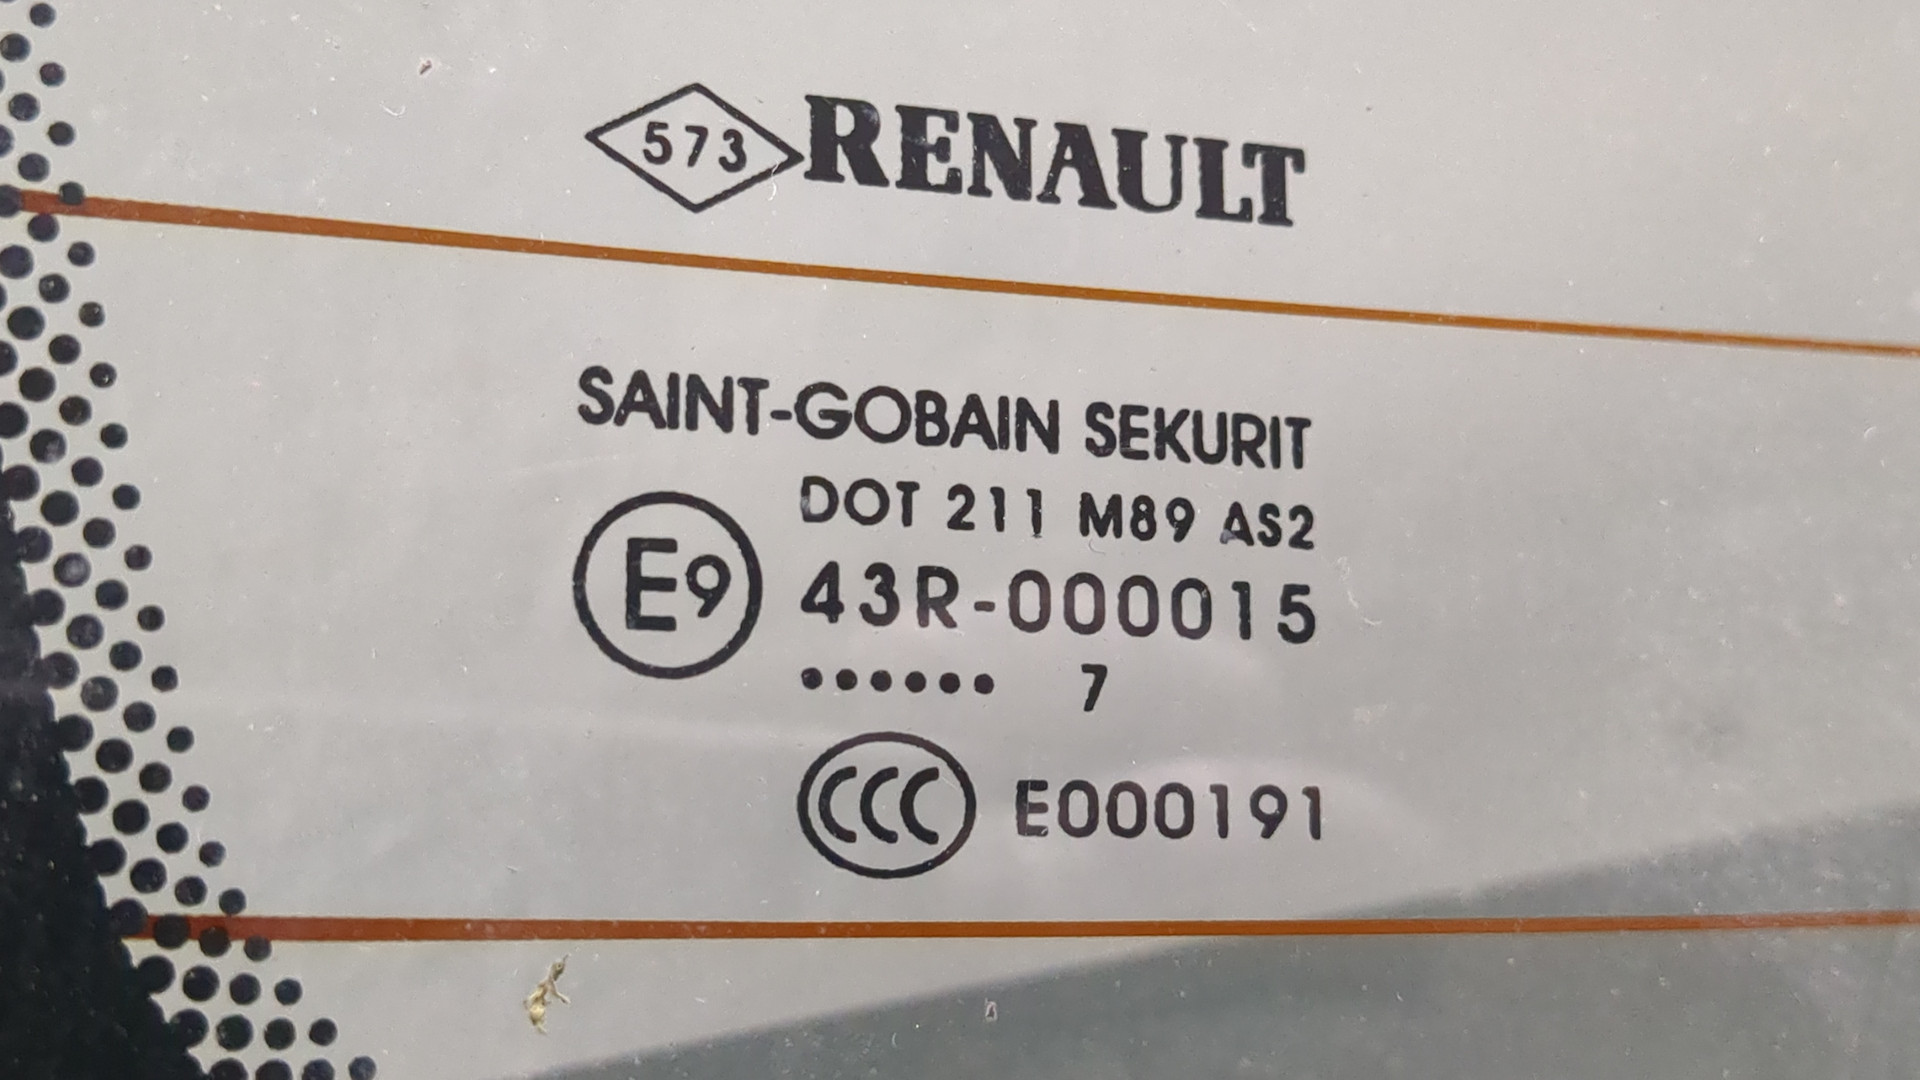 573 RENAULT
SAINT-GOBAIN SEKURIT
DOT 211 M89 AS2
E9 43R-000015
•••••• 7
CCC E000191